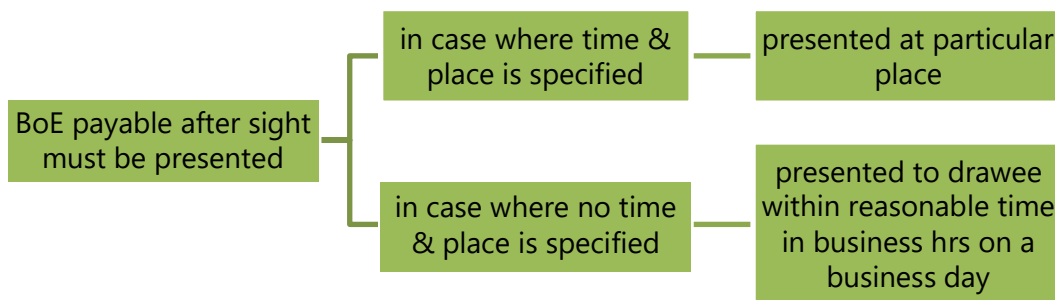 BoE payable after sight
must be presented
in case where time &
place is specified
presented at particular
place
in case where no time
& place is specified
presented to drawee
within reasonable time
in business hrs on a
business day